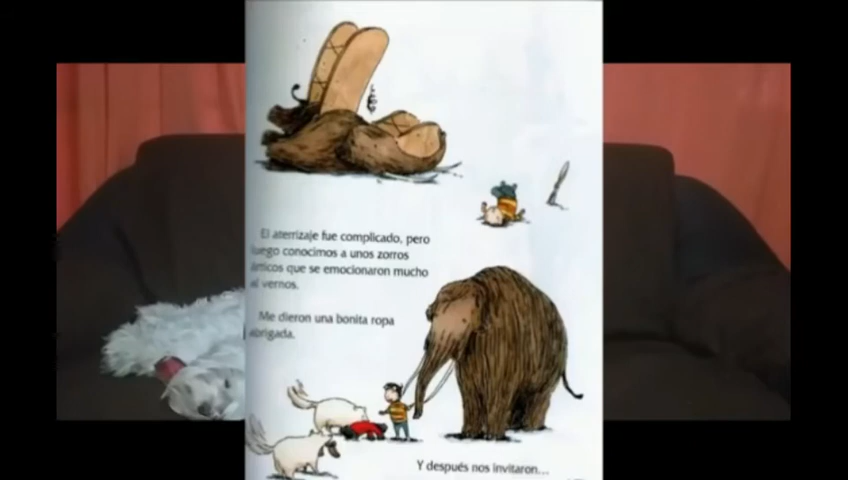 El aterrizaje fue complicado, pero
luego conocimos a unos zorros
árticos que se emocionaron mucho
al vernos.
Me dieron una bonita ropa
abrigada.
Y después nos invitaron...